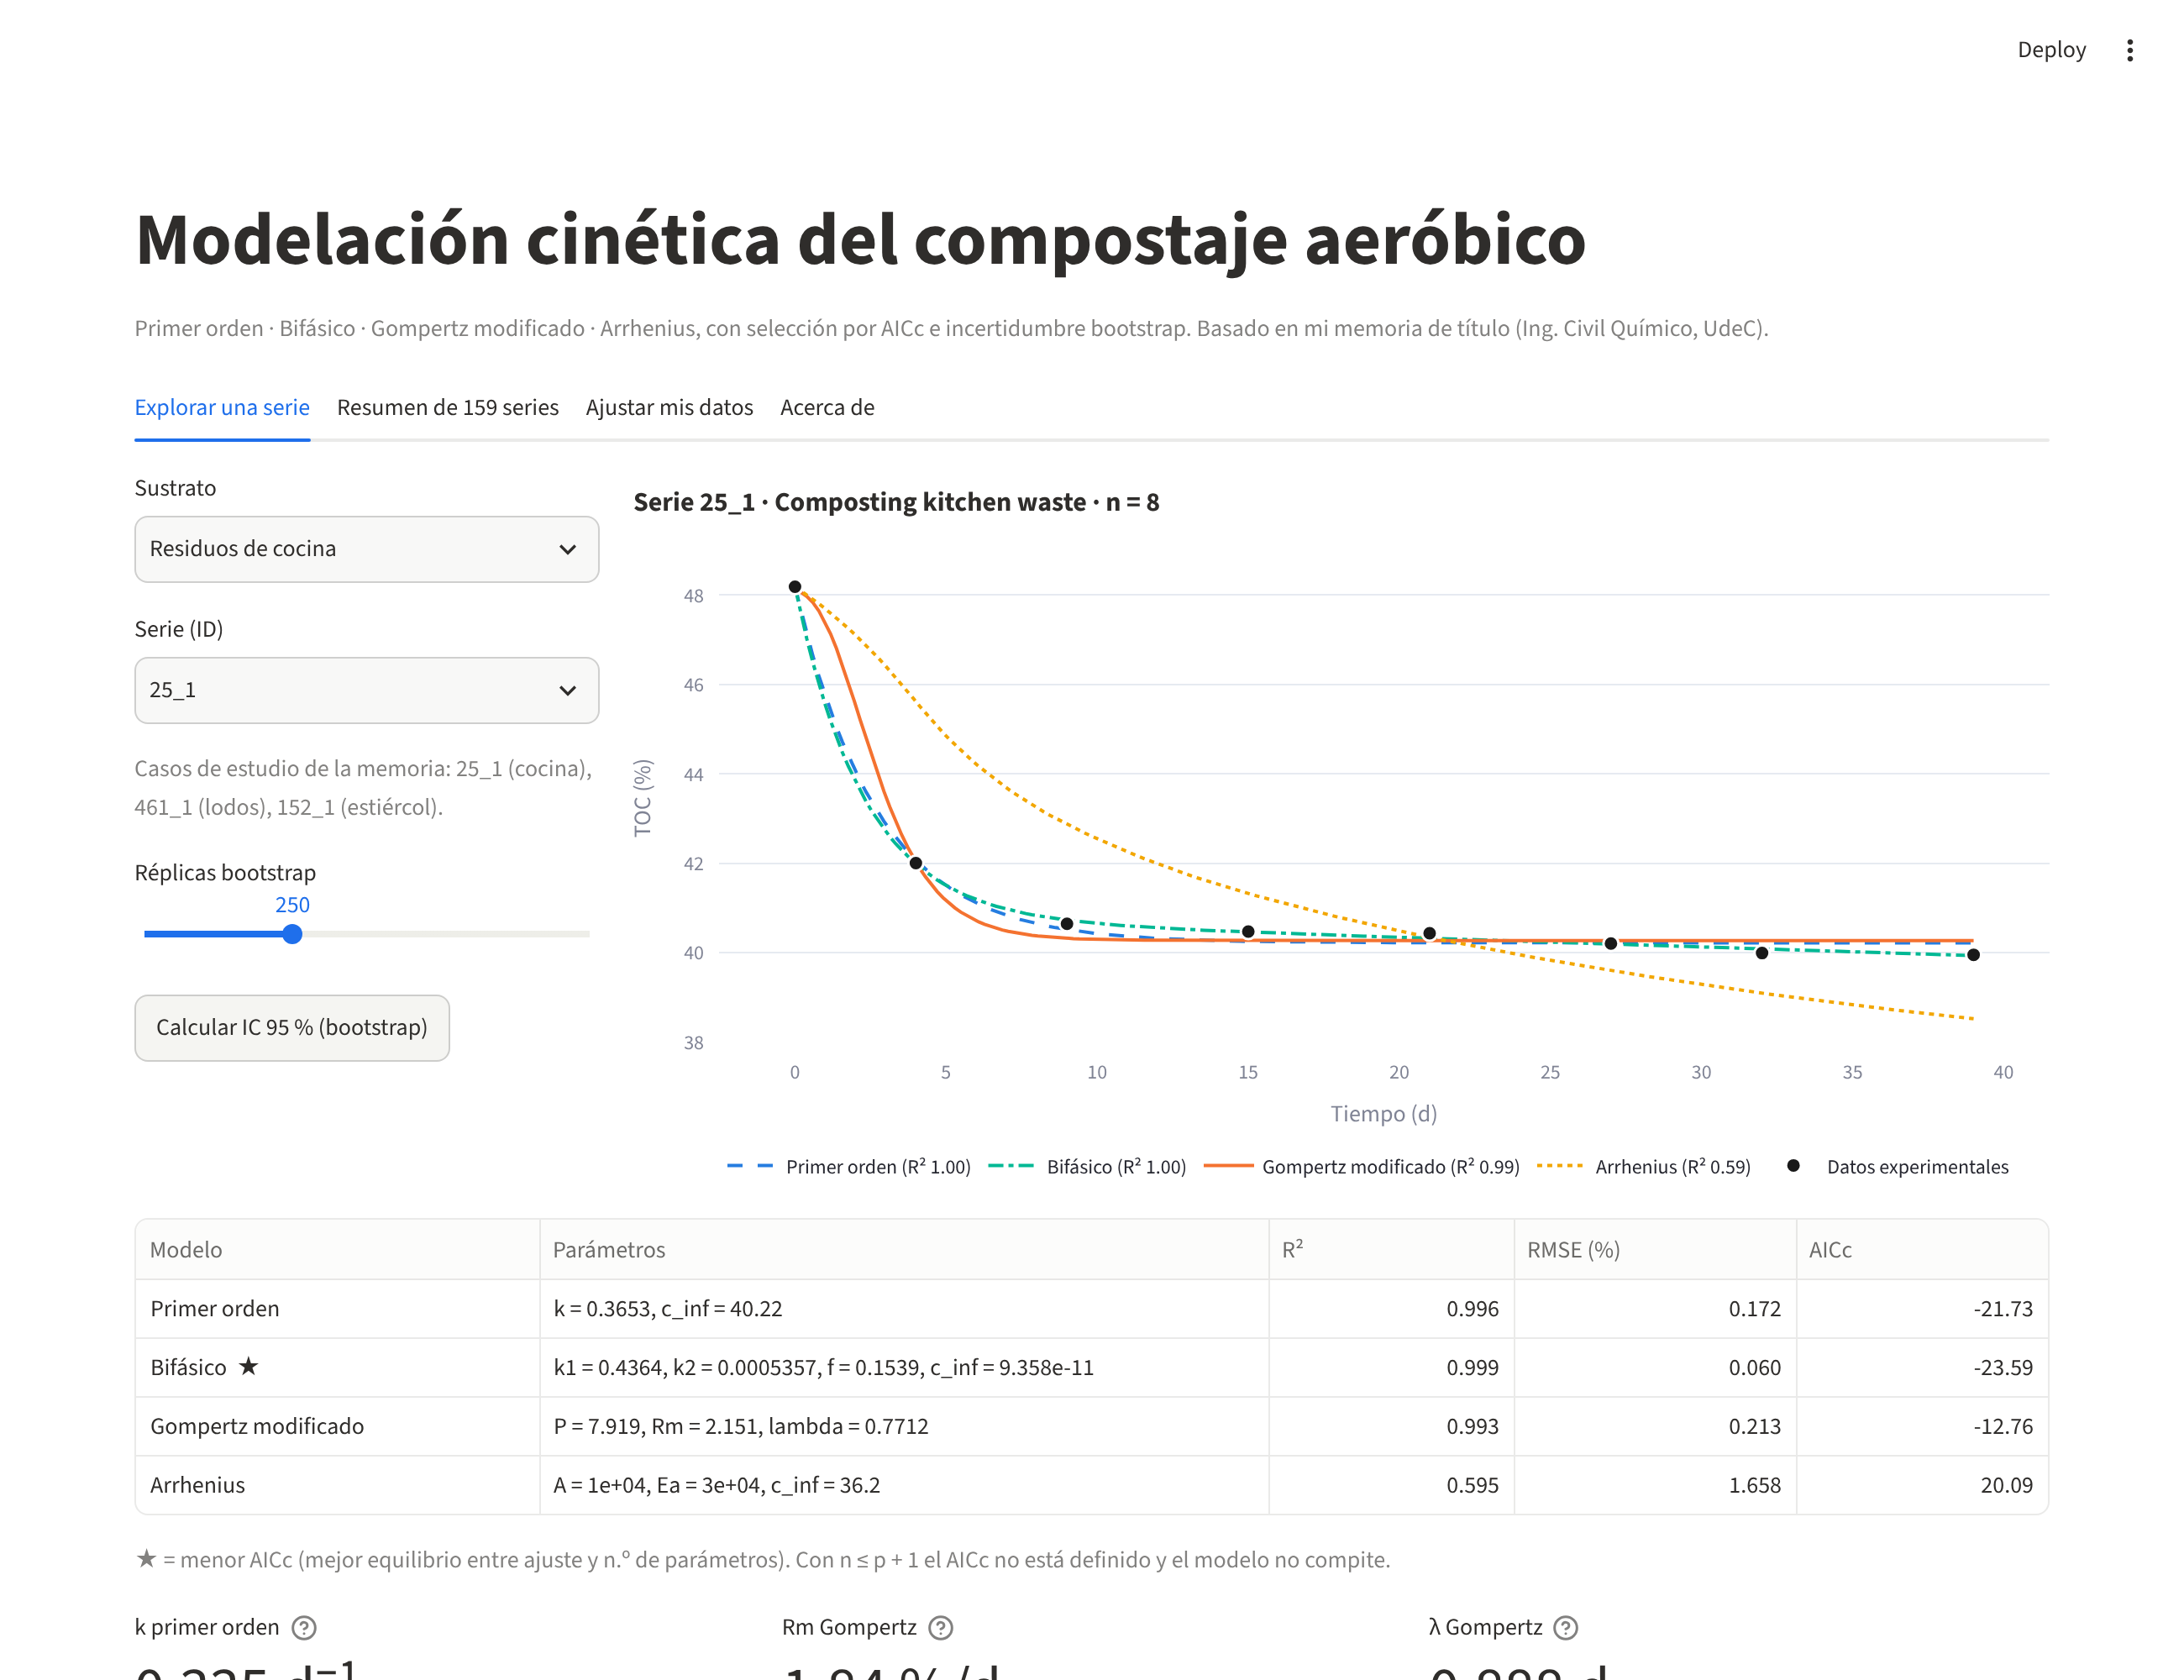 Deploy
Modelación cinética del compostaje aeróbico
Primer orden · Bifásico · Gompertz modificado · Arrhenius, con selección por AICc e incertidumbre bootstrap. Basado en mi memoria de título (Ing. Civil Químico, UdeC).
Explorar una serie Resumen de 159 series Ajustar mis datos Acerca de
Sustrato
Residuos de cocina
Serie (ID)
25_1
Casos de estudio de la memoria: 25_1 (cocina),
461_1 (lodos), 152_1 (estiércol).
Réplicas bootstrap
250
Calcular IC 95 % (bootstrap)
Serie 25_1 · Composting kitchen waste · n = 8
TOC (%)
48
46
44
42
40
38
0 5 10 15 20 25 30 35 40
Tiempo (d)
Primer orden (R² 1.00) Bifásico (R² 1.00) Gompertz modificado (R² 0.99) Arrhenius (R² 0.59) Datos experimentales
Modelo Parámetros R² RMSE (%) AICc
Primer orden k = 0.3653, c_inf = 40.22 0.996 0.172 -21.73
Bifásico ★ k1 = 0.4364, k2 = 0.0005357, f = 0.1539, c_inf = 9.358e-11 0.999 0.060 -23.59
Gompertz modificado P = 7.919, Rm = 2.151, lambda = 0.7712 0.993 0.213 -12.76
Arrhenius A = 1e+04, Ea = 3e+04, c_inf = 36.2 0.595 1.658 20.09
★ = menor AICc (mejor equilibrio entre ajuste y n.º de parámetros). Con n ≤ p + 1 el AICc no está definido y el modelo no compite.
k primer orden Rm Gompertz λ Gompertz